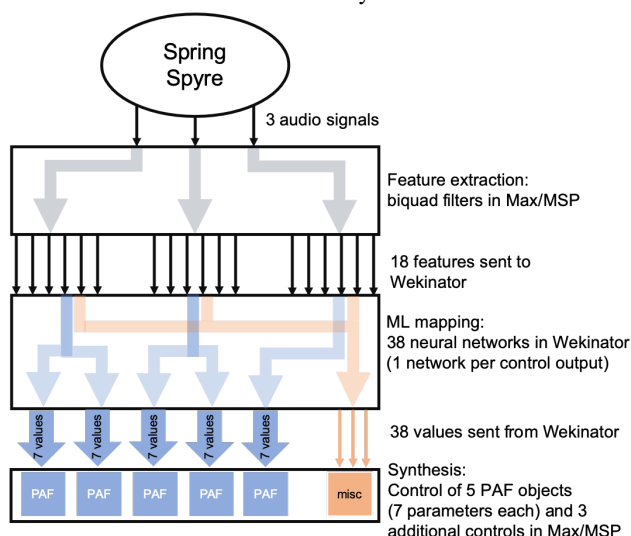 Spring
Spyre
3 audio signals
Feature extraction:
biquad filters in Max/MSP
18 features sent to
Wekinator
ML mapping:
38 neural networks in Wekinator
(1 network per control output)
7 values
7 values
7 values
7 values
7 values
38 values sent from Wekinator
PAF
PAF
PAF
PAF
PAF
misc
Synthesis:
Control of 5 PAF objects
(7 parameters each) and 3
additional controls in Max/MSP